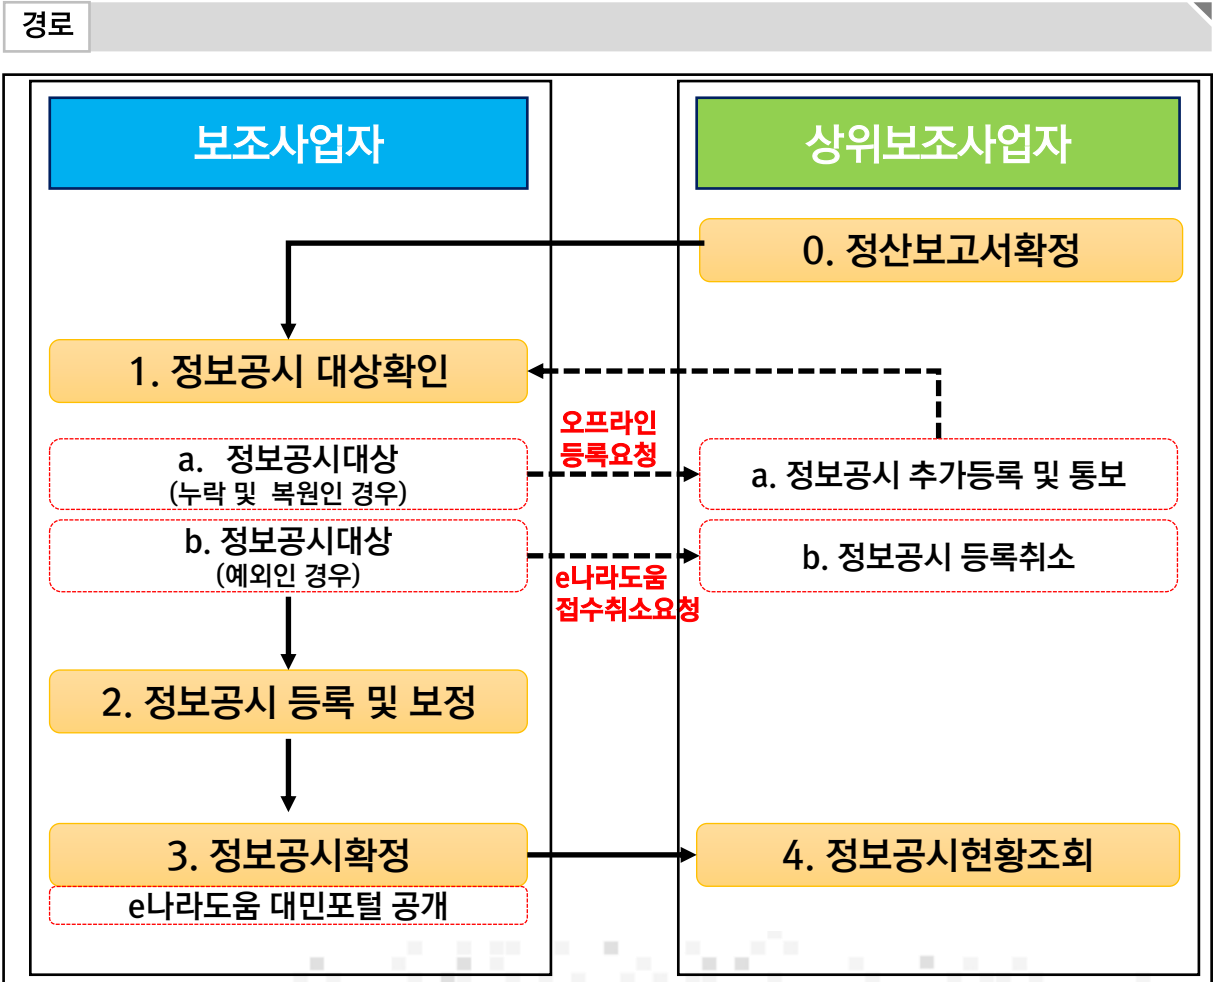 경로
보조사업자
상위보조사업자
0. 정산보고서확정
1. 정보공시 대상확인
오프라인
등록요청
a. 정보공시대상
(누락 및 복원인 경우)
a. 정보공시 추가등록 및 통보
b. 정보공시대상
(예외인 경우)
b. 정보공시 등록취소
e나라도움
접수취소요청
2. 정보공시 등록 및 보정
3. 정보공시확정
4. 정보공시현황조회
e나라도움 대민포털 공개